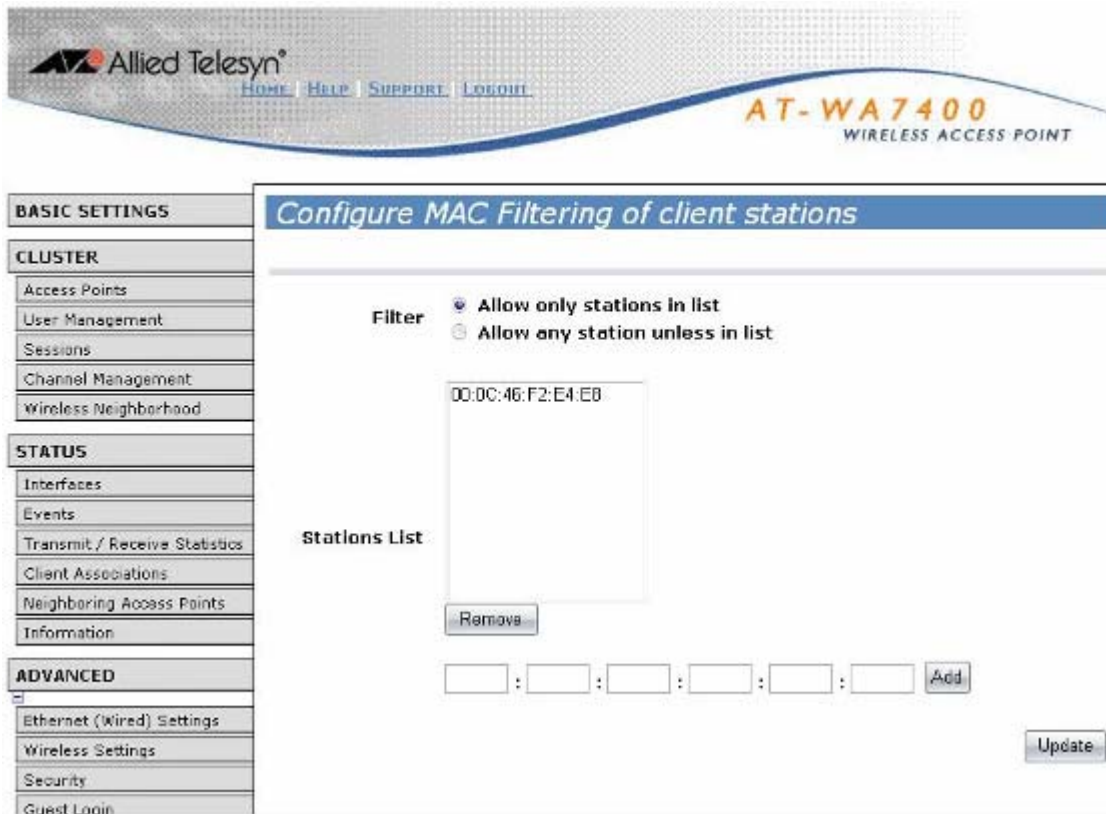 Allied Telesyn®
HOME | HELP | SUPPORT | LOGOUT
AT-WA7400
WIRELESS ACCESS POINT
BASIC SETTINGS
CLUSTER
Access Points
User Management
Sessions
Channel Management
Wireless Neighborhood
STATUS
Interfaces
Events
Transmit / Receive Statistics
Client Associations
Neighboring Access Points
Information
ADVANCED
Ethernet (Wired) Settings
Wireless Settings
Security
Guest Login
Configure MAC Filtering of client stations
Filter
Allow only stations in list
Allow any station unless in list
Stations List
00:0C:46:F2:E4:E8
Remove
: : : : : Add
Update